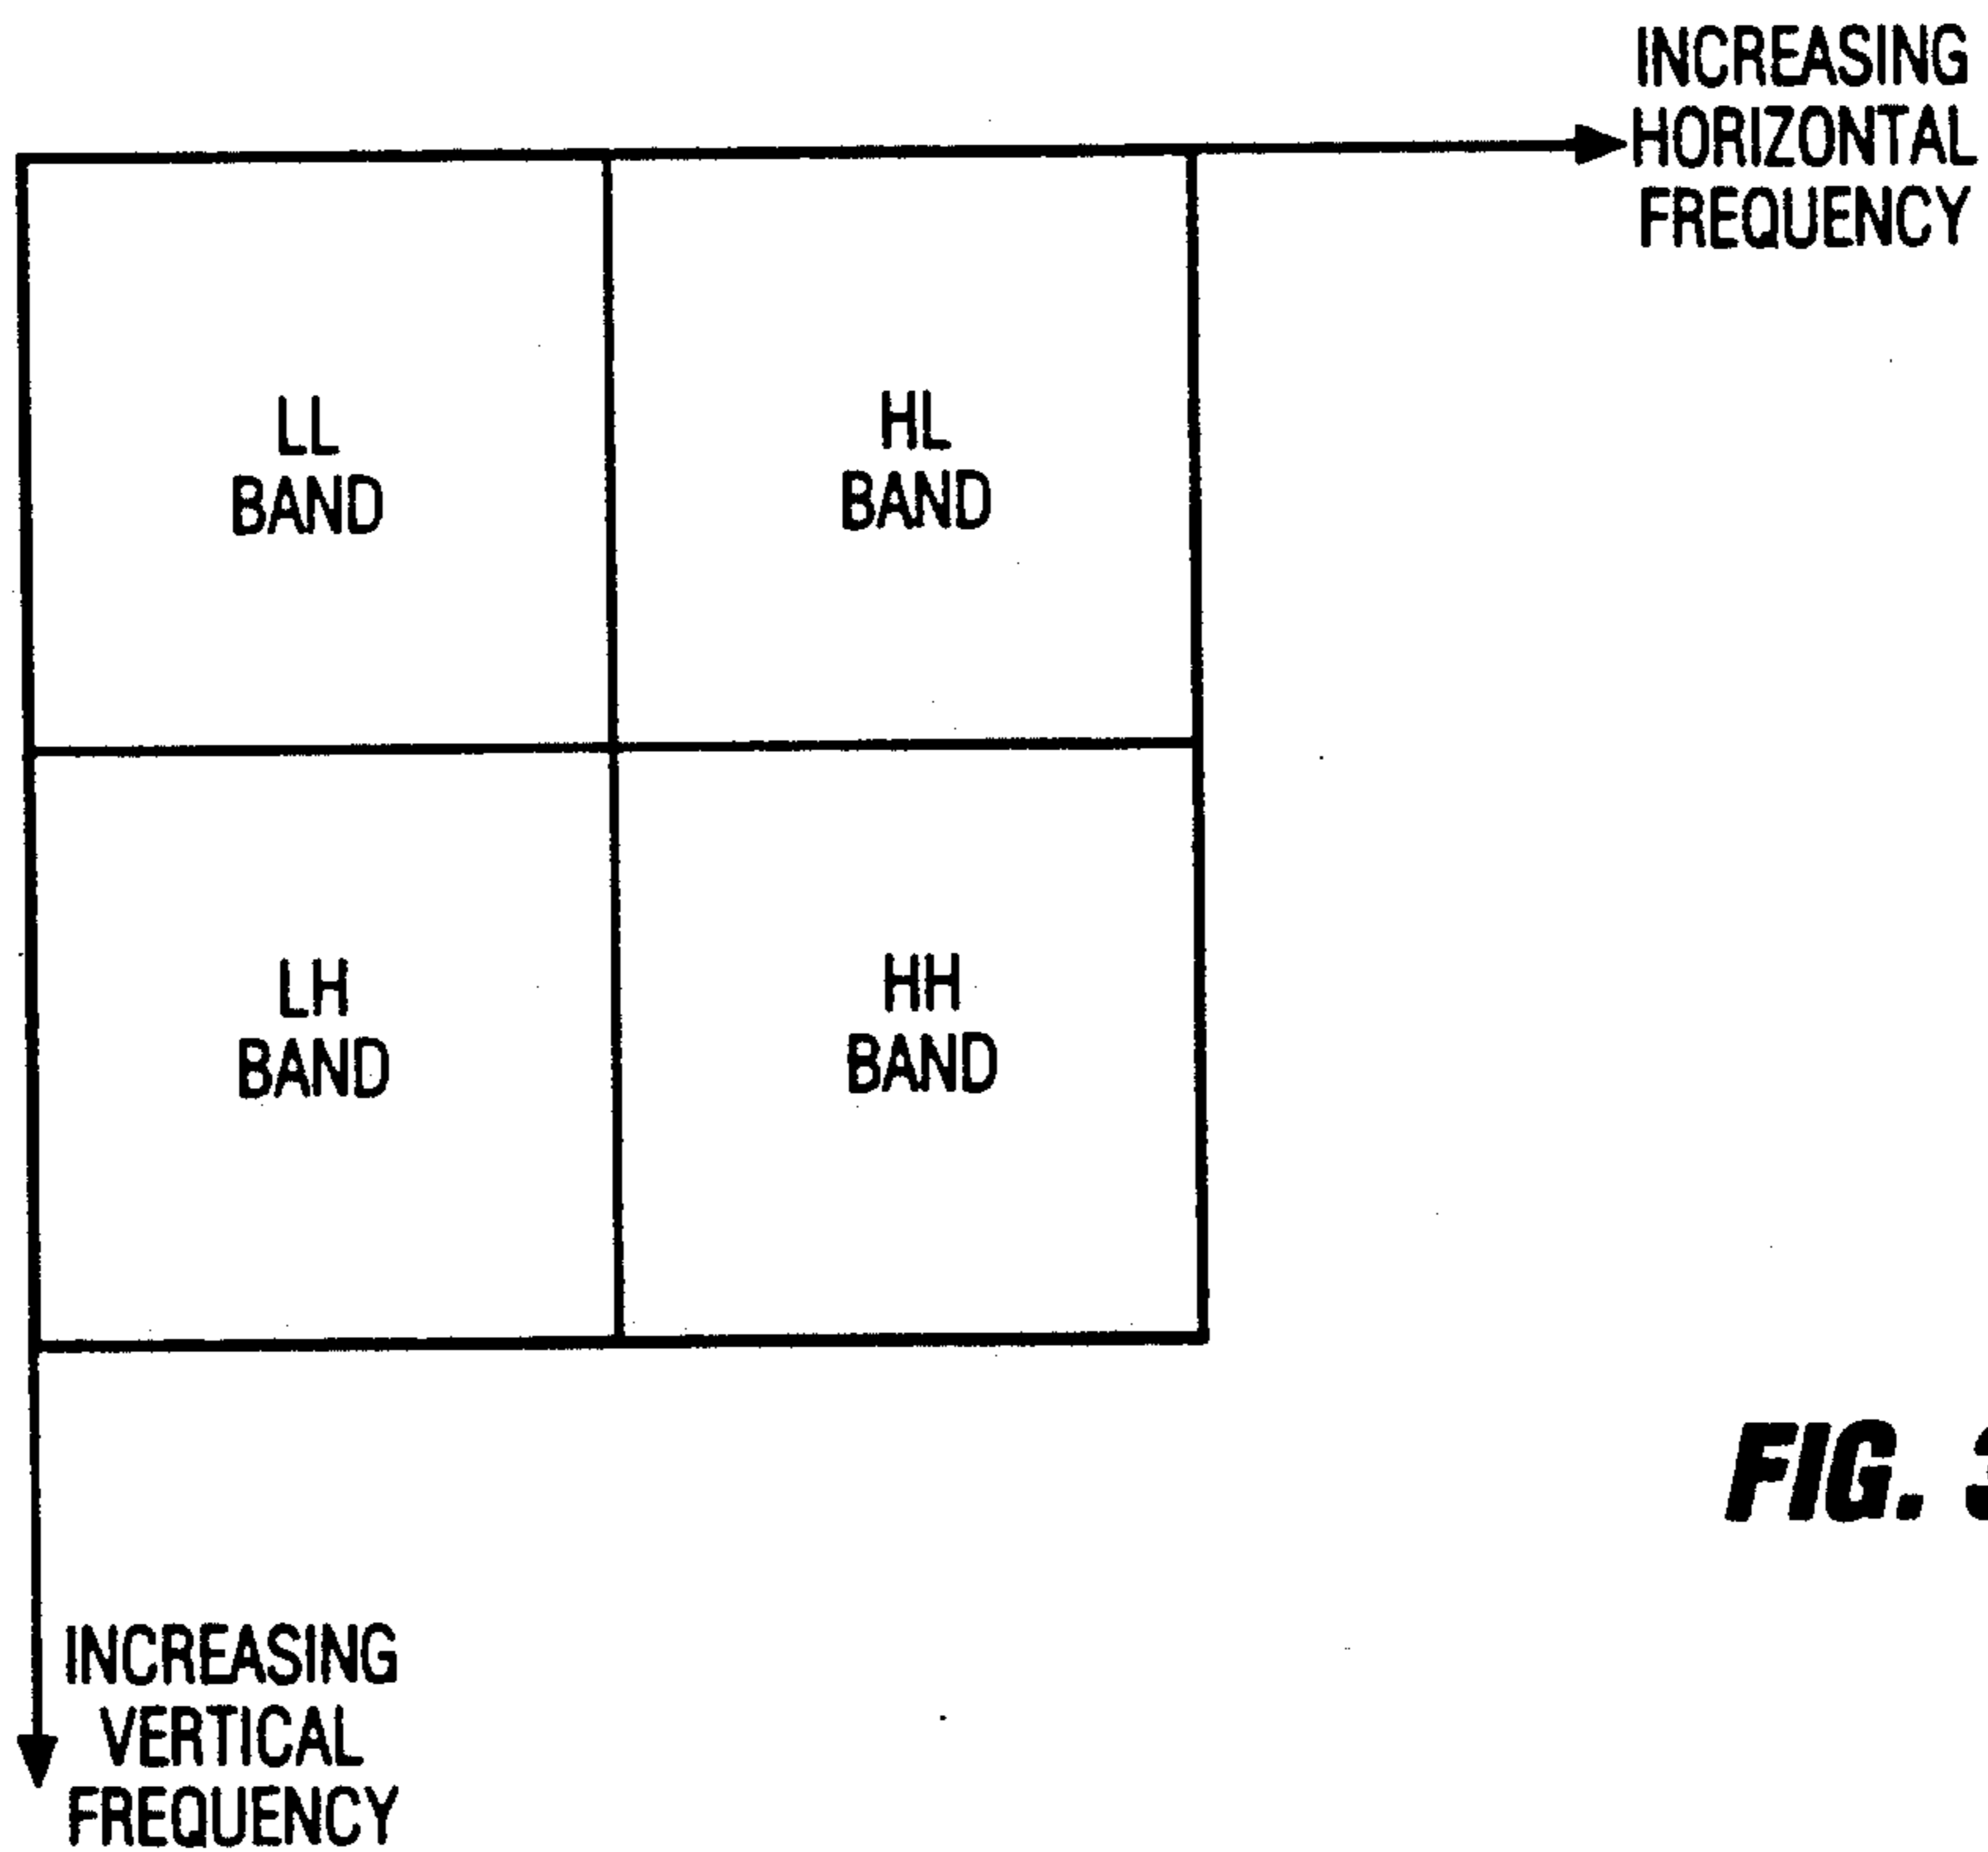 INCREASING
HORIZONTAL
FREQUENCY
LL
BAND
HL
BAND
LH
BAND
HH
BAND
FIG. 3
INCREASING
VERTICAL
FREQUENCY